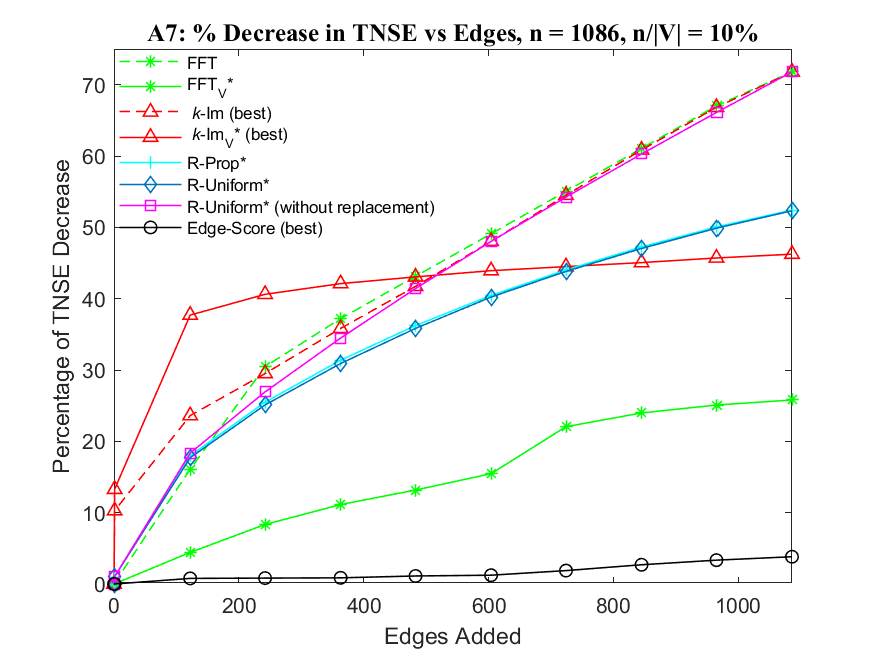 A7: % Decrease in TNSE vs Edges, n = 1086, n/|V| = 10%
Percentage of TNSE Decrease
70
60
50
40
30
20
10
0
FFT
FFT_V*
k-Im (best)
k-Im_V* (best)
R-Prop*
R-Uniform*
R-Uniform* (without replacement)
Edge-Score (best)
0 200 400 600 800 1000
Edges Added